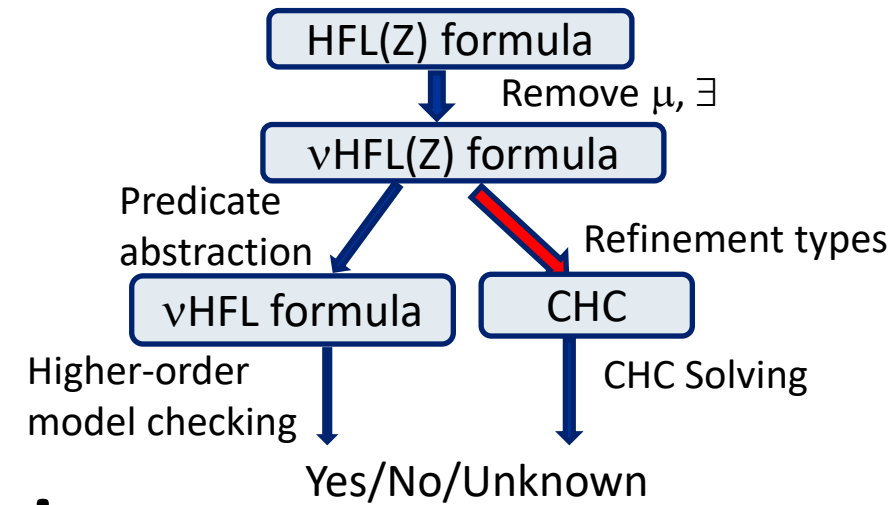 HFL(Z) formula
Remove μ, ∃
νHFL(Z) formula
Predicate
abstraction
Refinement types
νHFL formula
CHC
Higher-order
model checking
CHC Solving
Yes/No/Unknown